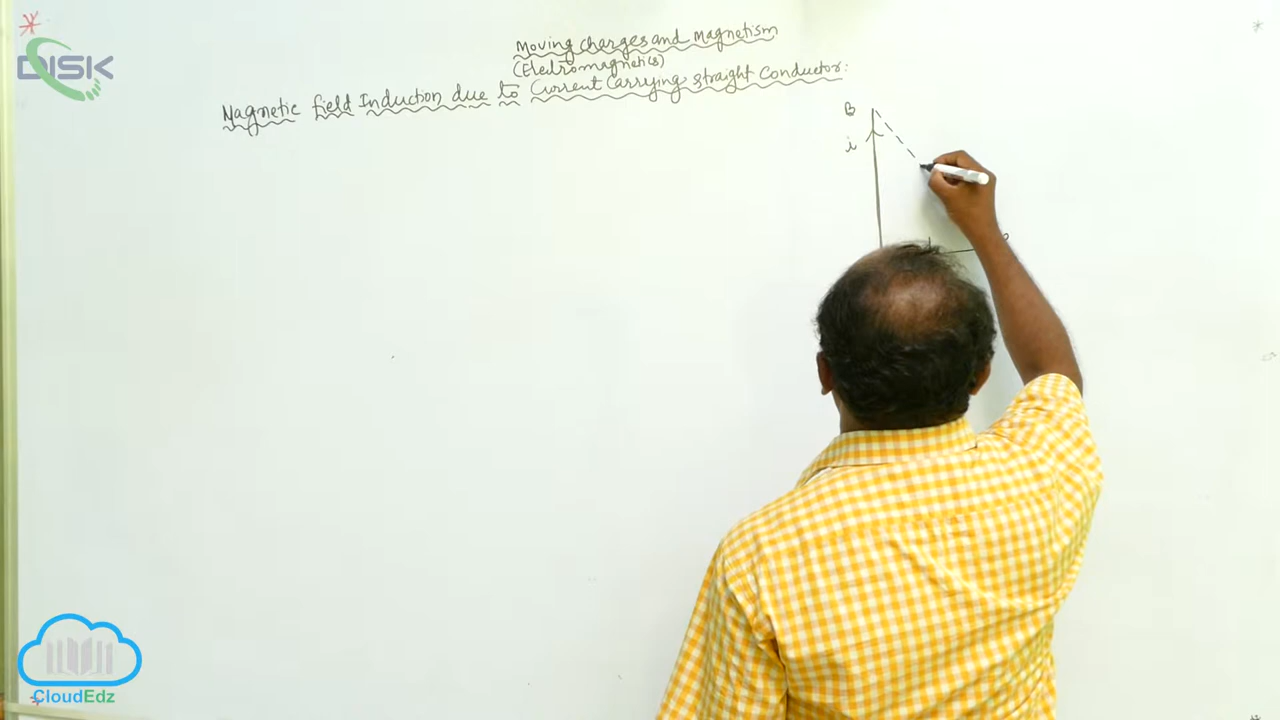 DISK
Moving charges and Magnetism
(Electromagnetics)
Magnetic field Induction due to Current Carrying straight Conductor:
B
i
CloudEdz